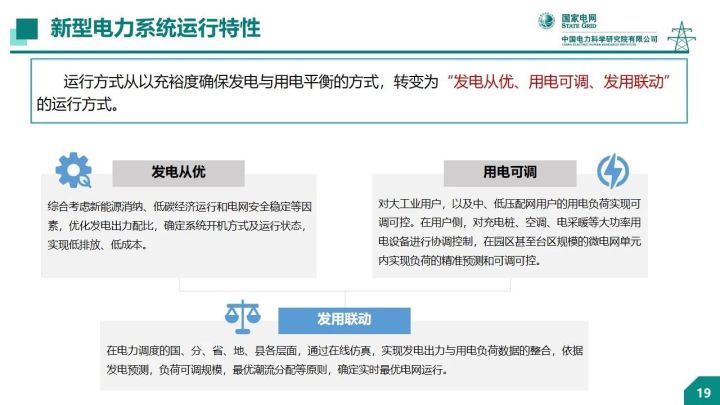 新型电力系统运行特性
国家电网
STATE GRID
中国电力科学研究院有限公司
CHINA ELECTRIC POWER RESEARCH INSTITUTE
运行方式从以充裕度确保发电与用电平衡的方式，转变为“发电从优、用电可调、发用联动”
的运行方式。
发电从优
综合考虑新能源消纳、低碳经济运行和电网安全稳定等因
素，优化发电出力配比，确定系统开机方式及运行状态，
实现低排放、低成本。
用电可调
对大工业用户，以及中、低压配网用户的用电负荷实现可
调可控。在用户侧，对充电桩、空调、电采暖等大功率用
电设备进行协调控制，在园区甚至台区规模的微电网单元
内实现负荷的精准预测和可调可控。
发用联动
在电力调度的国、分、省、地、县各层面，通过在线仿真，实现发电出力与用电负荷数据的整合，依据
发电预测，负荷可调规模，最优潮流分配等原则，确定实时最优电网运行。
19